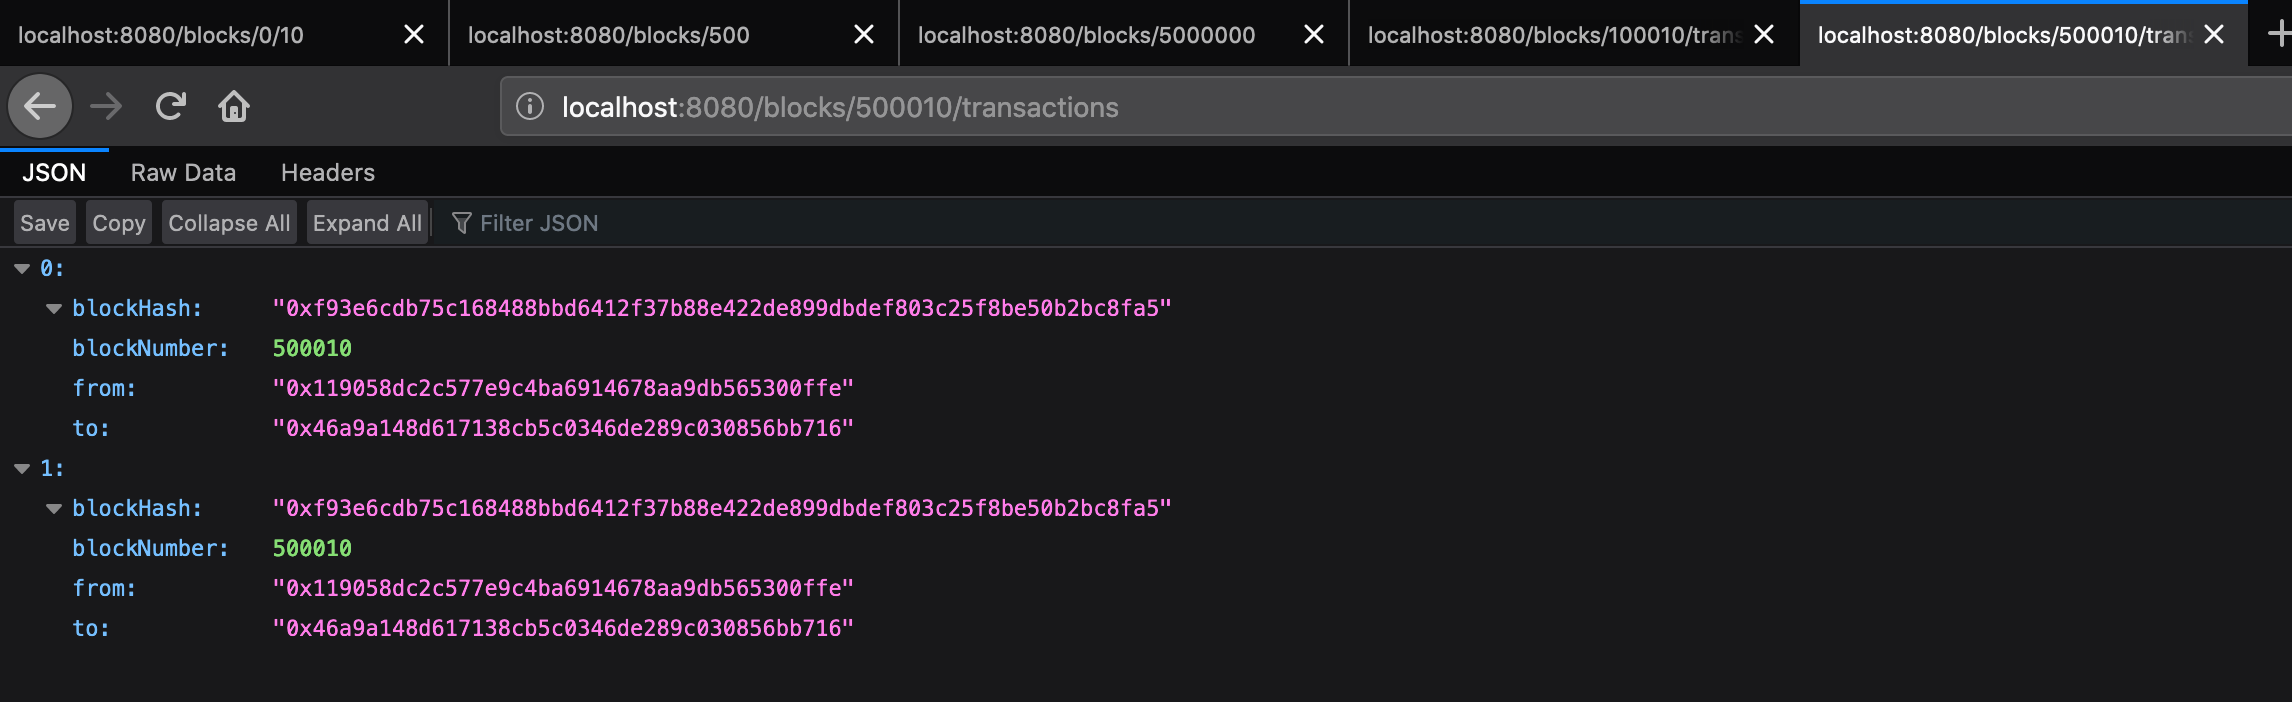 localhost:8080/blocks/0/10
localhost:8080/blocks/500
localhost:8080/blocks/5000000
localhost:8080/blocks/100010/trans
localhost:8080/blocks/500010/trans
localhost:8080/blocks/500010/transactions
JSON Raw Data Headers
Save Copy Collapse All Expand All Filter JSON
0:
blockHash: "0xf93e6cdb75c168488bbd6412f37b88e422de899dbdef803c25f8be50b2bc8fa5"
blockNumber: 500010
from: "0x119058dc2c577e9c4ba6914678aa9db565300ffe"
to: "0x46a9a148d617138cb5c0346de289c030856bb716"
1:
blockHash: "0xf93e6cdb75c168488bbd6412f37b88e422de899dbdef803c25f8be50b2bc8fa5"
blockNumber: 500010
from: "0x119058dc2c577e9c4ba6914678aa9db565300ffe"
to: "0x46a9a148d617138cb5c0346de289c030856bb716"